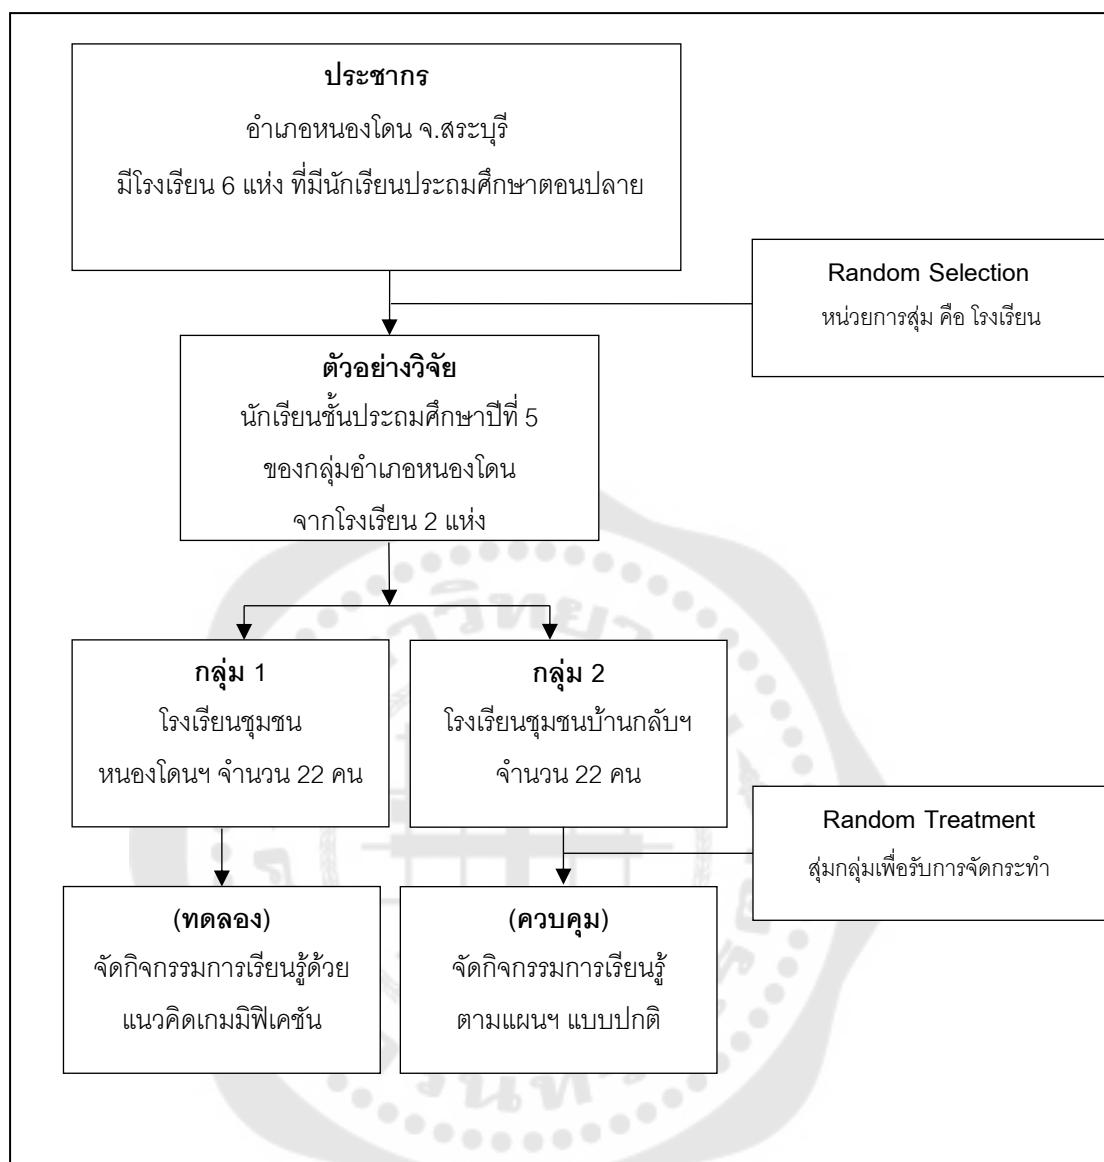 ประชากร
อำเภอหนองโดน จ.สระบุรี
มีโรงเรียน 6 แห่ง ที่มีนักเรียนประถมศึกษาตอนปลาย
Random Selection
หน่วยการสุ่ม คือ โรงเรียน
ตัวอย่างวิจัย
นักเรียนชั้นประถมศึกษาปีที่ 5
ของกลุ่มอำเภอหนองโดน
จากโรงเรียน 2 แห่ง
กลุ่ม 1
โรงเรียนชุมชน
หนองโดนฯ จำนวน 22 คน
กลุ่ม 2
โรงเรียนชุมชนบ้านกลับฯ
จำนวน 22 คน
Random Treatment
สุ่มกลุ่มเพื่อรับการจัดกระทำ
(ทดลอง)
จัดกิจกรรมการเรียนรู้ด้วย
แนวคิดเกมมิฟิเคชัน
(ควบคุม)
จัดกิจกรรมการเรียนรู้
ตามแผนฯ แบบปกติ